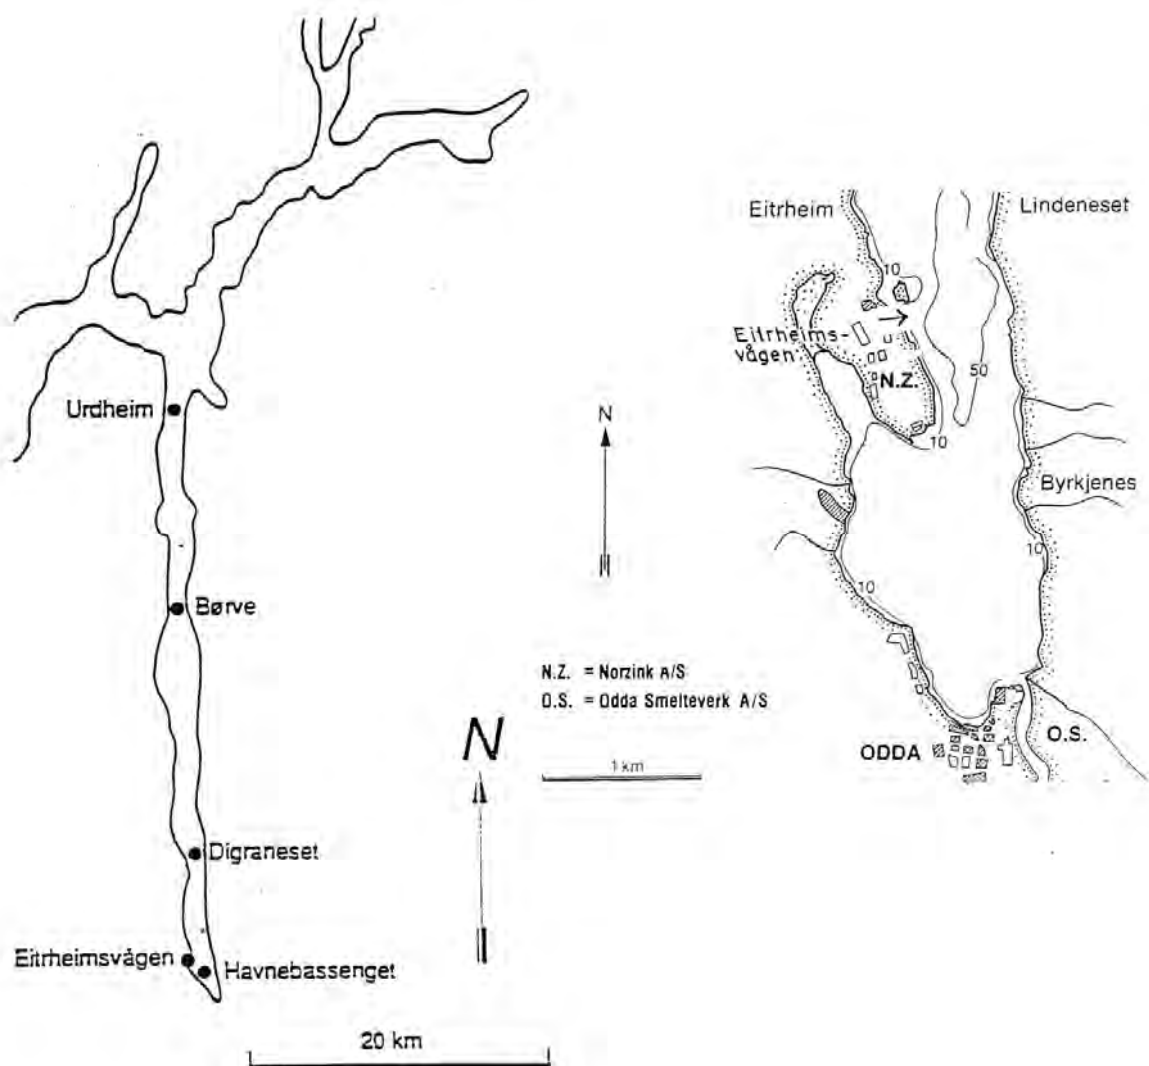 Urdheim
Børve
Digraneset
Eitrheimsvågen
Havnebassenget
N
20 km
N
N.Z. = Norzink A/S
O.S. = Odda Smelteverk A/S
1 km
Eitrheim
Lindeneset
10
Eitrheims-
vågen
N.Z.
50
10
Byrkjenes
10
10
ODDA
O.S.